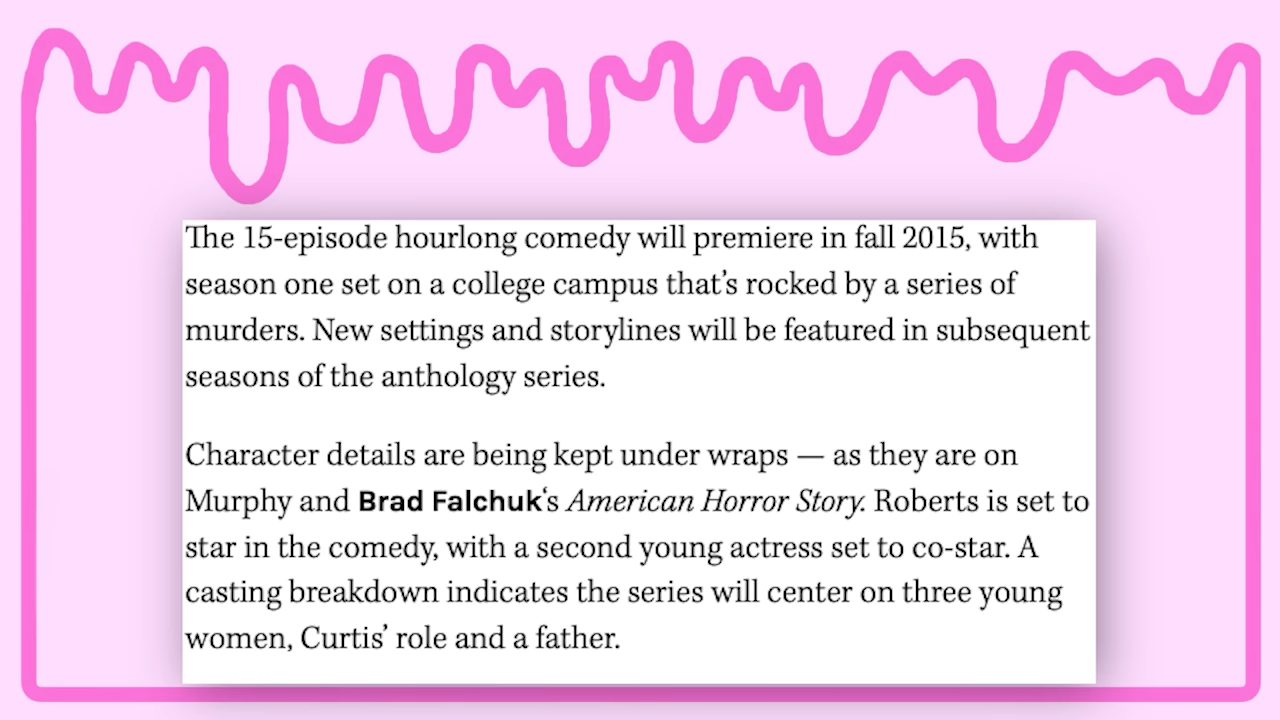 The 15-episode hourlong comedy will premiere in fall 2015, with
season one set on a college campus that’s rocked by a series of
murders. New settings and storylines will be featured in subsequent
seasons of the anthology series.
Character details are being kept under wraps — as they are on
Murphy and Brad Falchuk‘s American Horror Story. Roberts is set to
star in the comedy, with a second young actress set to co-star. A
casting breakdown indicates the series will center on three young
women, Curtis’ role and a father.